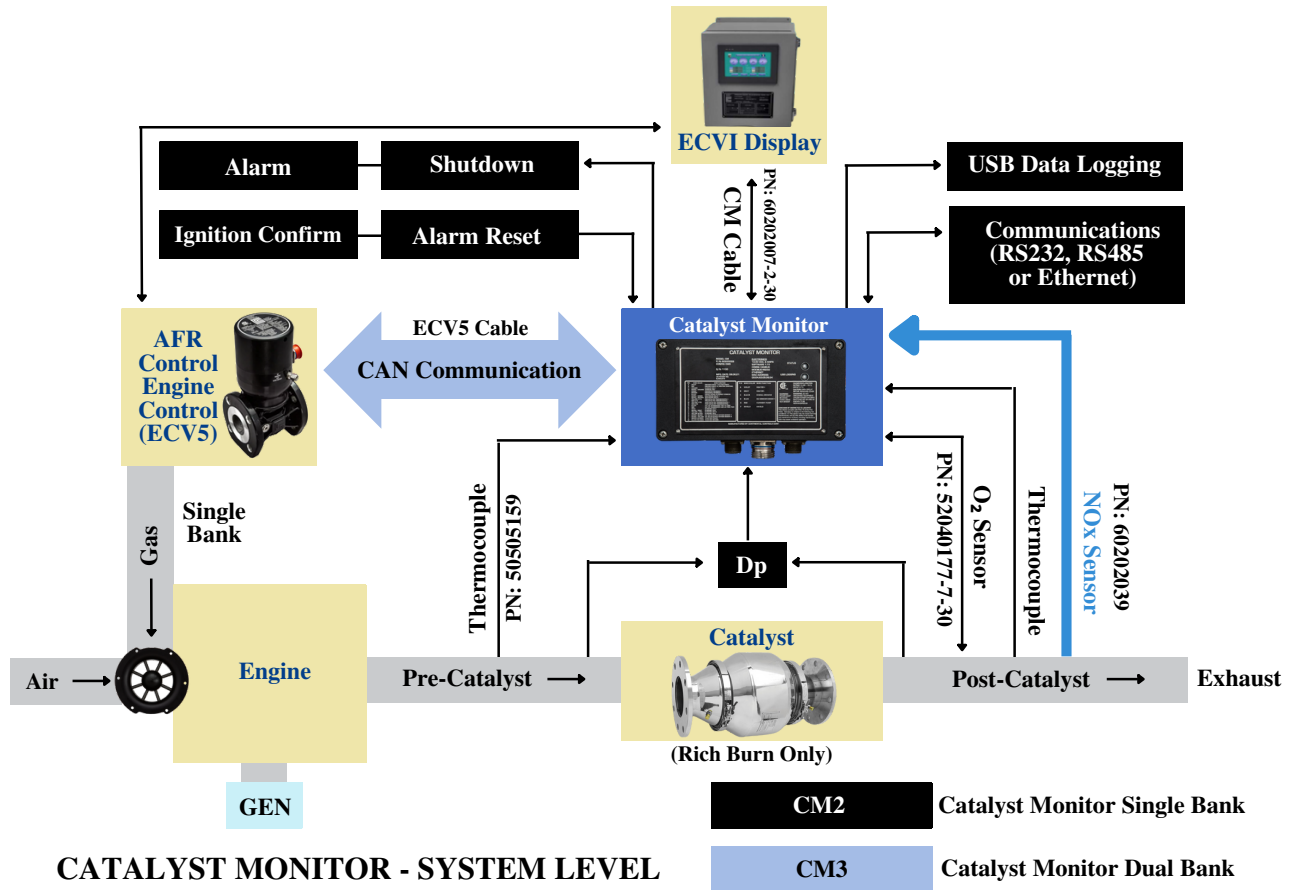 ECVI Display
Alarm
Shutdown
Ignition Confirm
Alarm Reset
USB Data Logging
Communications
(RS232, RS485
or Ethernet)
CM Cable
PN: 60202007-2-30
AFR
Control
Engine
Control
(ECV5)
ECV5 Cable
CAN Communication
Catalyst Monitor
CATALYST MONITOR
Single
Bank
Gas
Thermocouple
PN: 50505159
Dp
PN: 52040177-7-30
O₂ Sensor
Thermocouple
NOx Sensor
PN: 60202039
Air
Engine
Pre-Catalyst
Catalyst
(Rich Burn Only)
Post-Catalyst
Exhaust
GEN
CM2
Catalyst Monitor Single Bank
CM3
Catalyst Monitor Dual Bank
CATALYST MONITOR - SYSTEM LEVEL